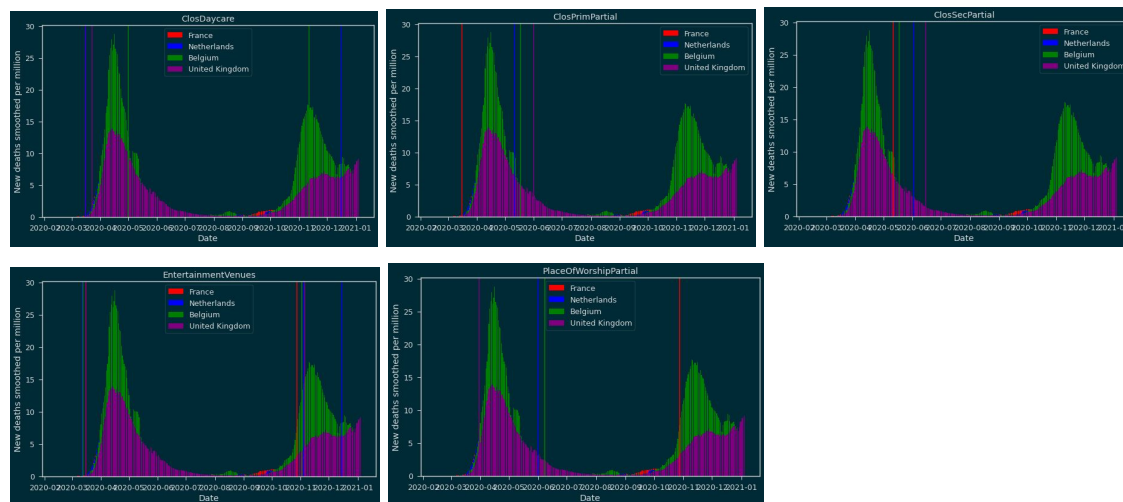 ClosDaycare
30
25
20
15
10
5
0
New deaths smoothed per million
France
Netherlands
Belgium
United Kingdom
2020-02 2020-03 2020-04 2020-05 2020-06 2020-07 2020-08 2020-09 2020-10 2020-11 2020-12 2021-01
Date
ClosPrimPartial
30
25
20
15
10
5
0
New deaths smoothed per million
France
Netherlands
Belgium
United Kingdom
2020-02 2020-03 2020-04 2020-05 2020-06 2020-07 2020-08 2020-09 2020-10 2020-11 2020-12 2021-01
Date
ClosSecPartial
30
25
20
15
10
5
0
New deaths smoothed per million
France
Netherlands
Belgium
United Kingdom
2020-02 2020-03 2020-04 2020-05 2020-06 2020-07 2020-08 2020-09 2020-10 2020-11 2020-12 2021-01
Date
EntertainmentVenues
30
25
20
15
10
5
0
New deaths smoothed per million
France
Netherlands
Belgium
United Kingdom
2020-02 2020-03 2020-04 2020-05 2020-06 2020-07 2020-08 2020-09 2020-10 2020-11 2020-12 2021-01
Date
PlaceOfWorshipPartial
30
25
20
15
10
5
0
New deaths smoothed per million
France
Netherlands
Belgium
United Kingdom
2020-02 2020-03 2020-04 2020-05 2020-06 2020-07 2020-08 2020-09 2020-10 2020-11 2020-12 2021-01
Date